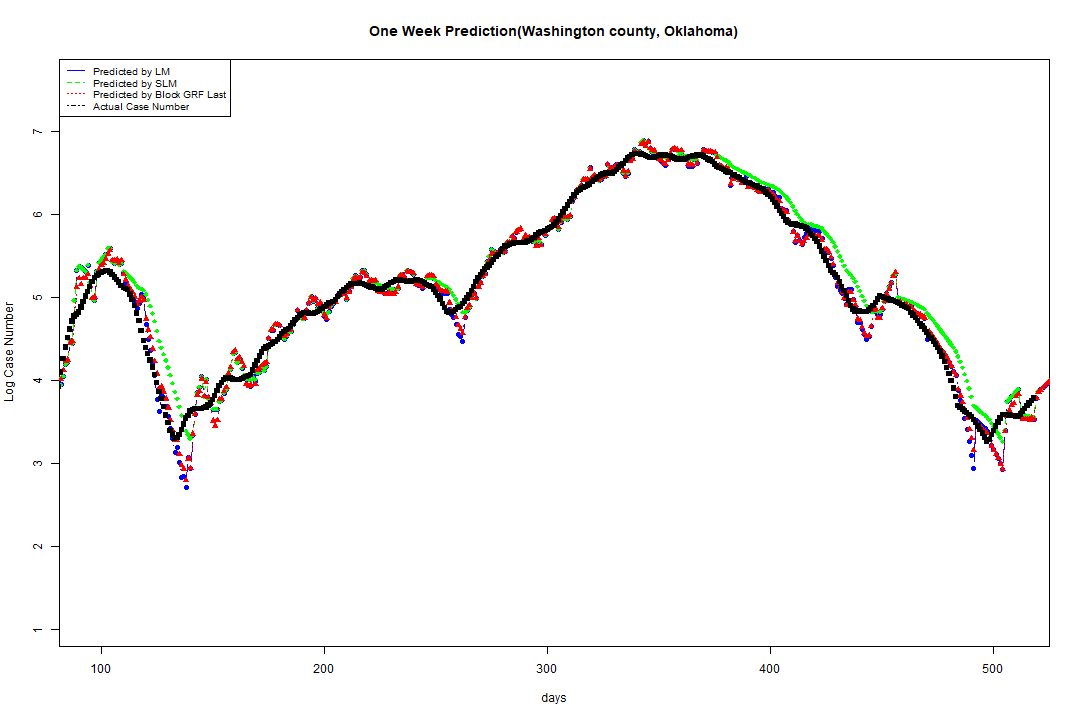 One Week Prediction(Washington county, Oklahoma)
Predicted by LM
Predicted by SLM
Predicted by Block GRF Last
Actual Case Number
Log Case Number
7
6
5
4
3
2
1
100 200 300 400 500
days